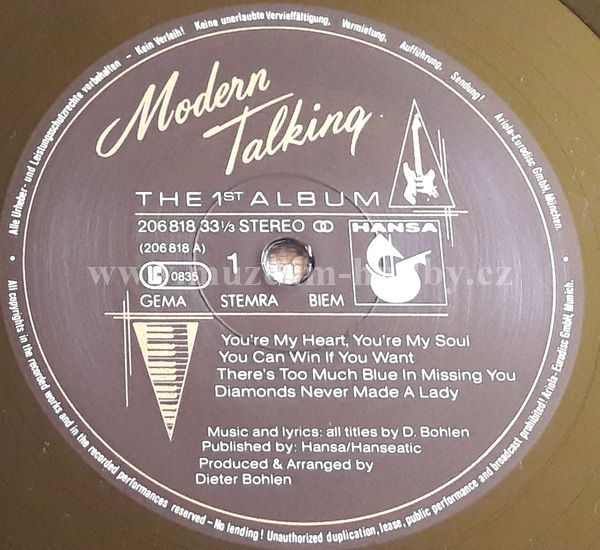 Alle Urheber- und Leistungsschutzrechte vorbehalten - Kein Verleih! Keine unerlaubte Vervielfältigung, Vermietung, Aufführung, Sendung! Ariola-Eurodisc GmbH, München.
Modern
Talking
THE 1ST ALBUM
206 818 33 1/3 STEREO
(206 818 A)
1
HANSA
LC 0835
GEMA STEMRA BIEM
www.muzeum-hudby.cz
You're My Heart, You're My Soul
You Can Win If You Want
There's Too Much Blue In Missing You
Diamonds Never Made A Lady
Music and lyrics: all titles by D. Bohlen
Published by: Hansa/Hanseatic
Produced & Arranged by
Dieter Bohlen
All copyrights in the recorded works and in the recorded performances reserved - No lending! Unauthorized duplication, lease, public performance and broadcast prohibited! Ariola-Eurodisc GmbH, Munich.